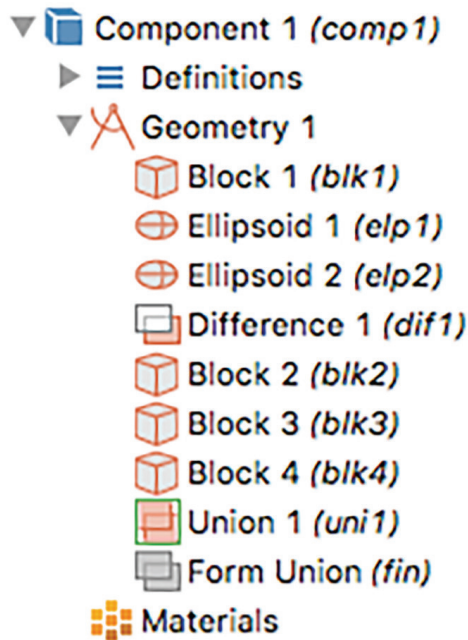 Component 1 (comp1)
Definitions
Geometry 1
Block 1 (blk1)
Ellipsoid 1 (elp1)
Ellipsoid 2 (elp2)
Difference 1 (dif1)
Block 2 (blk2)
Block 3 (blk3)
Block 4 (blk4)
Union 1 (uni1)
Form Union (fin)
Materials